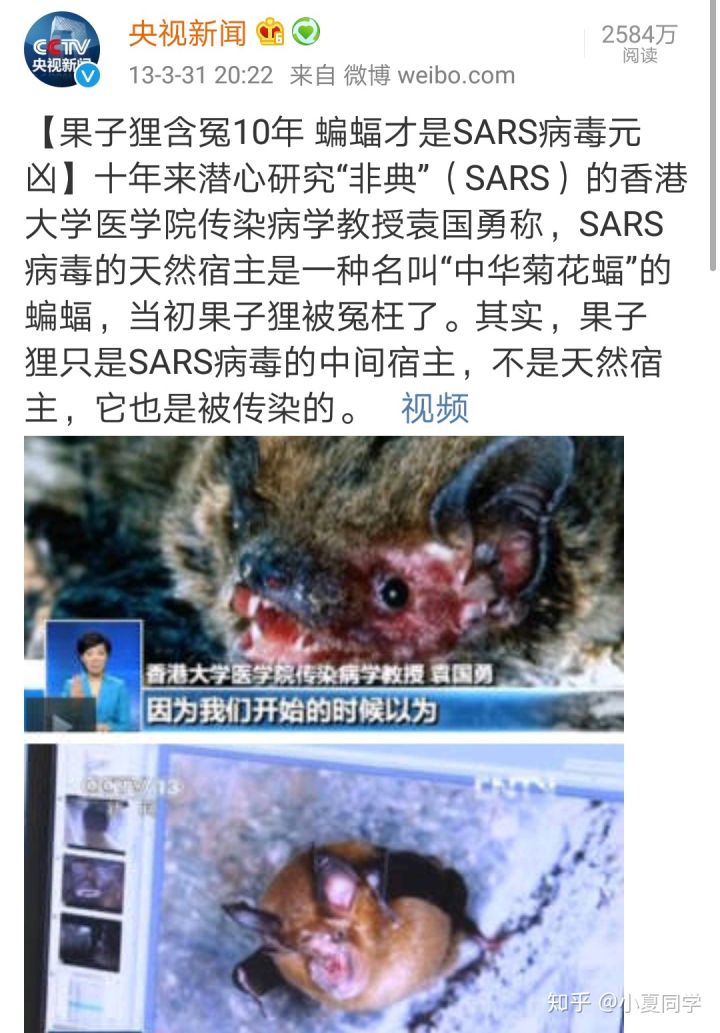 CCTV
央视新闻
央视新闻
2584万
阅读
13-3-31 20:22 来自 微博 weibo.com
【果子狸含冤10年 蝙蝠才是SARS病毒元
凶】十年来潜心研究“非典”（SARS）的香港
大学医学院传染病学教授袁国勇称，SARS
病毒的天然宿主是一种名叫“中华菊花蝠”的
蝙蝠，当初果子狸被冤枉了。其实，果子
狸只是SARS病毒的中间宿主，不是天然宿
主，它也是被传染的。 视频
香港大学医学院传染病学教授 袁国勇
因为我们开始的时候以为
CCTV 13
知乎 @小夏同学